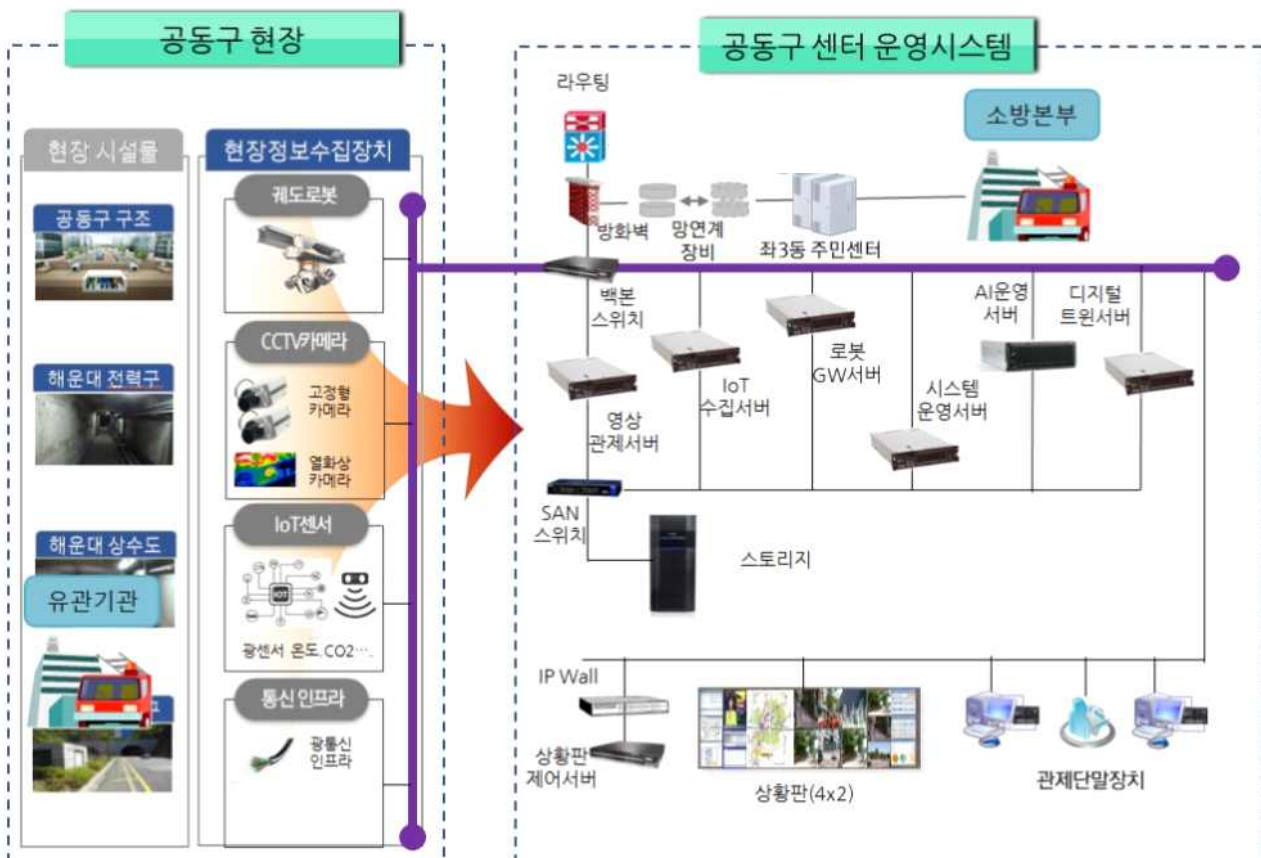 공동구 현장
현장 시설물
공동구 구조
해운대 전력구
해운대 상수도
유관기관
구
현장정보수집장치
궤도로봇
CCTV카메라
고정형
카메라
열화상
카메라
IoT센서
IOT
광센서 온도.CO2….
통신 인프라
광통신
인프라
공동구 센터 운영시스템
라우팅
소방본부
방화벽
망연계
장비
좌3동 주민센터
백본
스위치
AI운영
서버
디지털
트윈서버
로봇
GW서버
IoT
수집서버
시스템
운영서버
영상
관제서버
SAN
스위치
스토리지
IP Wall
상황판
제어서버
상황판(4x2)
관제단말장치